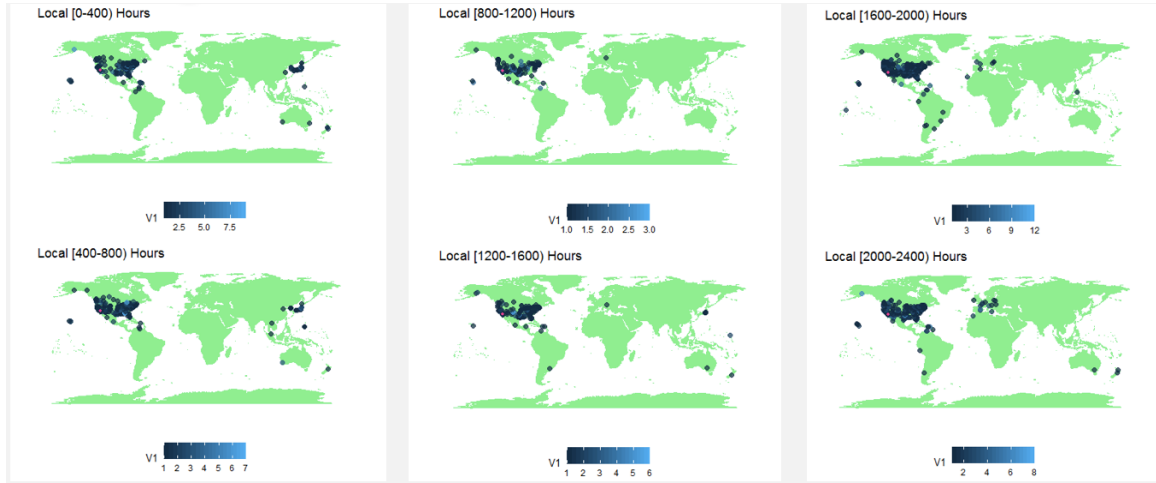 Local [0-400) Hours
V1
2.5 5.0 7.5
Local [800-1200) Hours
V1
1.0 1.5 2.0 2.5 3.0
Local [1600-2000) Hours
V1
3 6 9 12
Local [400-800) Hours
V1
1 2 3 4 5 6 7
Local [1200-1600) Hours
V1
1 2 3 4 5 6
Local [2000-2400) Hours
V1
2 4 6 8